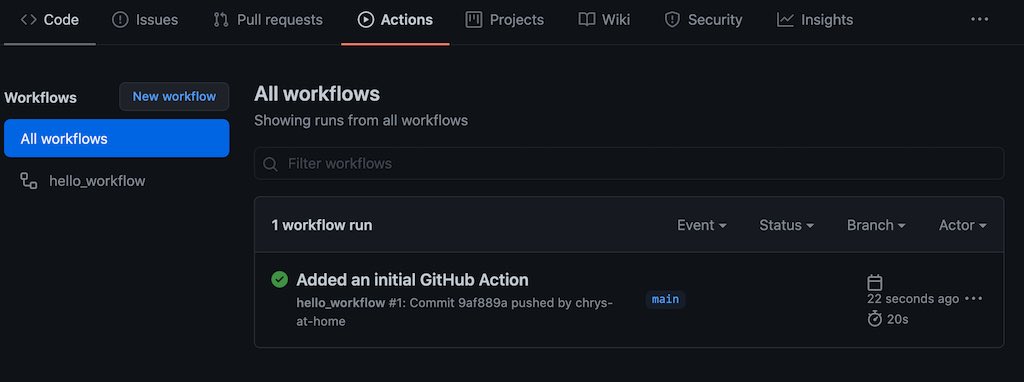 Code Issues Pull requests Actions Projects Wiki Security Insights
Workflows
New workflow
All workflows
hello_workflow
All workflows
Showing runs from all workflows
Filter workflows
1 workflow run Event Status Branch Actor
Added an initial GitHub Action
hello_workflow #1: Commit 9af889a pushed by chrys-
at-home
main
22 seconds ago
20s